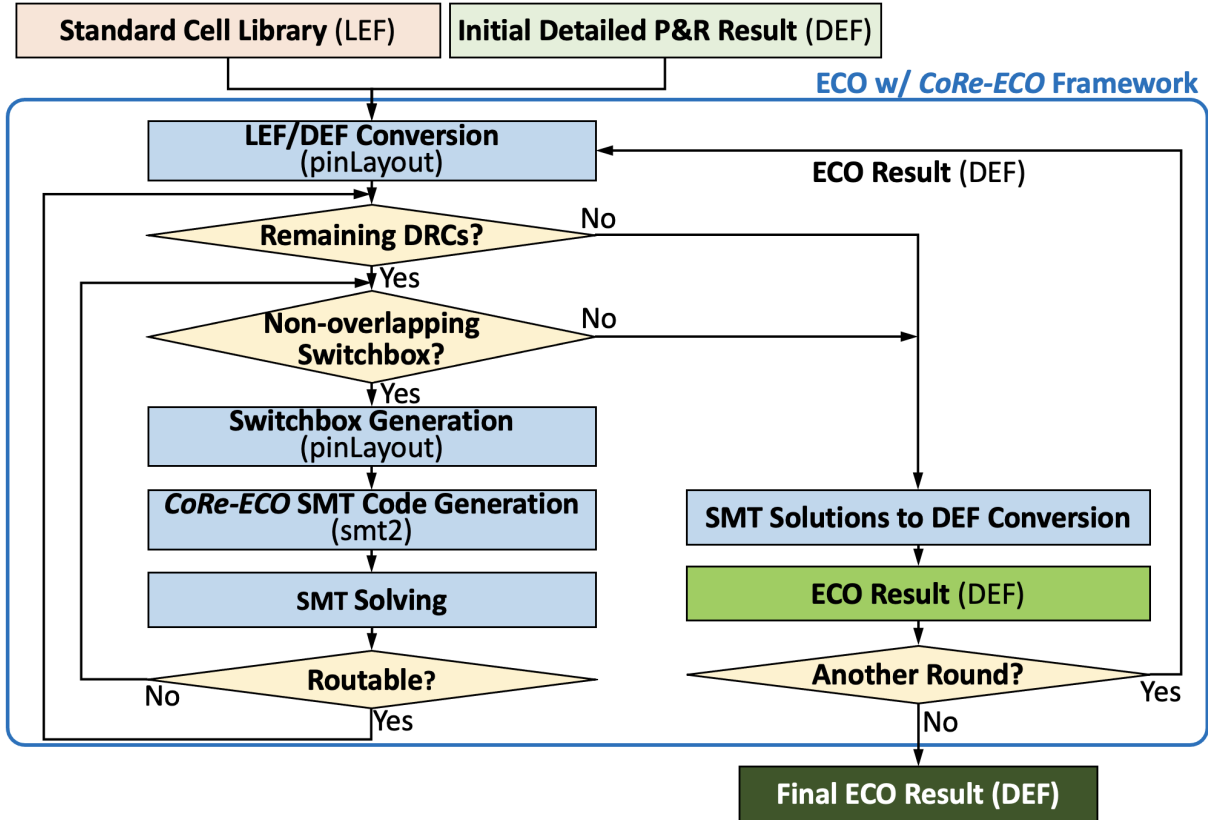 Standard Cell Library (LEF)
Initial Detailed P&R Result (DEF)
ECO w/ CoRe-ECO Framework
LEF/DEF Conversion
(pinLayout)
ECO Result (DEF)
Remaining DRCs?
No
Yes
Non-overlapping
Switchbox?
No
Yes
Switchbox Generation
(pinLayout)
CoRe-ECO SMT Code Generation
(smt2)
SMT Solving
Routable?
No
Yes
SMT Solutions to DEF Conversion
ECO Result (DEF)
Another Round?
Yes
No
Final ECO Result (DEF)